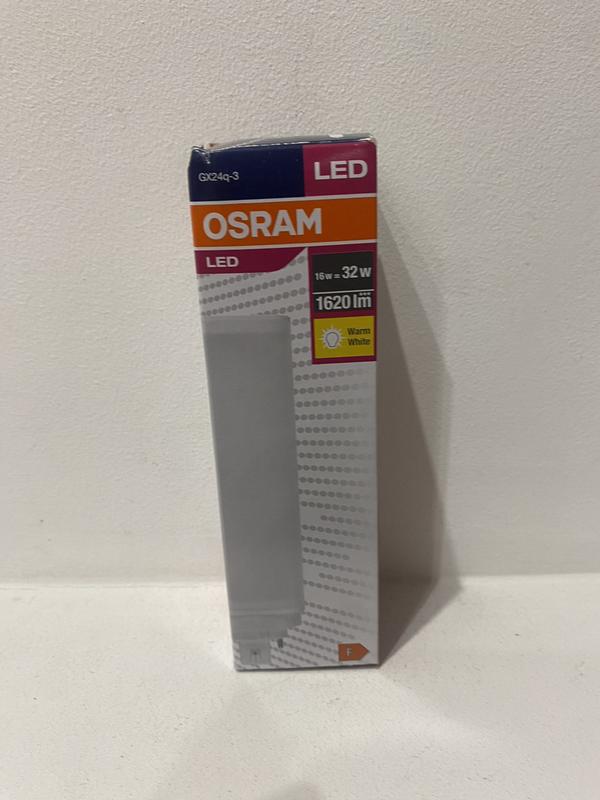 GX24q-3
LED
OSRAM
LED
16w = 32w
1620 lm***
Warm
White
F